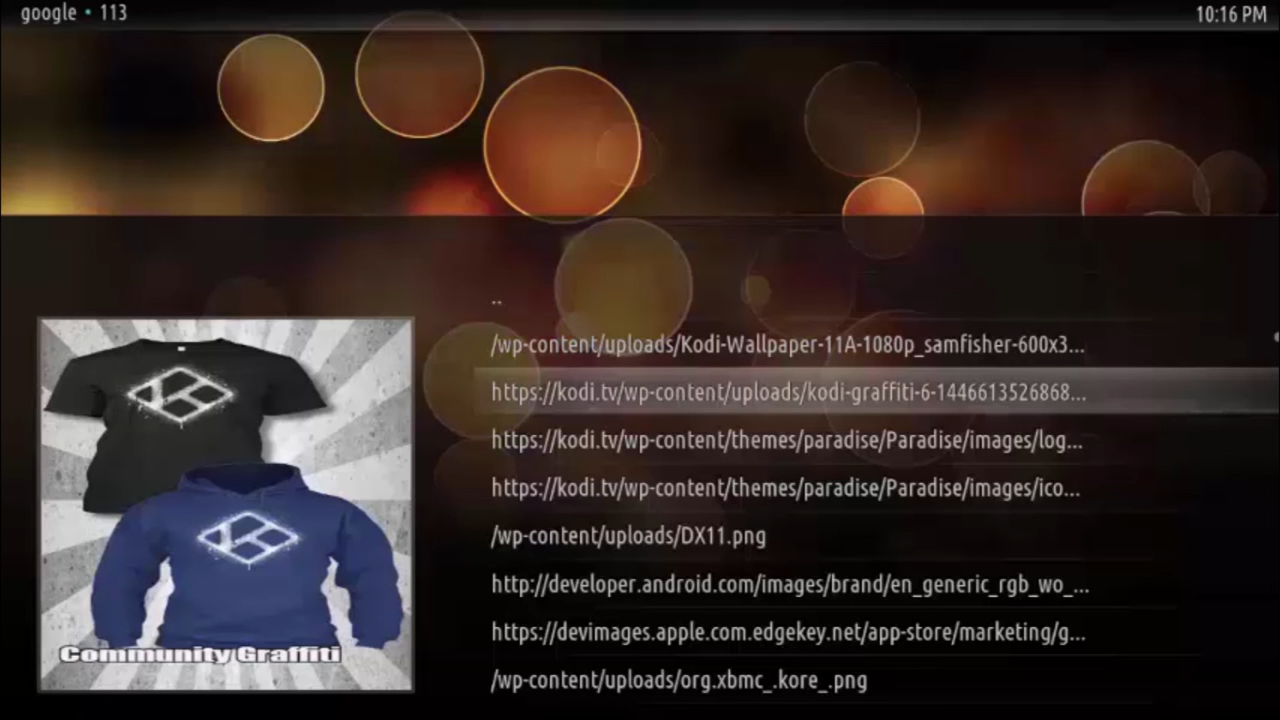 google • 113
10:16 PM
..
/wp-content/uploads/Kodi-Wallpaper-11A-1080p_samfisher-600x3...
https://kodi.tv/wp-content/uploads/kodi-graffiti-6-1446613526868...
https://kodi.tv/wp-content/themes/paradise/Paradise/images/log...
https://kodi.tv/wp-content/themes/paradise/Paradise/images/ico...
/wp-content/uploads/DX11.png
http://developer.android.com/images/brand/en_generic_rgb_wo_...
https://devimages.apple.com.edgekey.net/app-store/marketing/g...
/wp-content/uploads/org.xbmc_.kore_.png
Community Graffiti